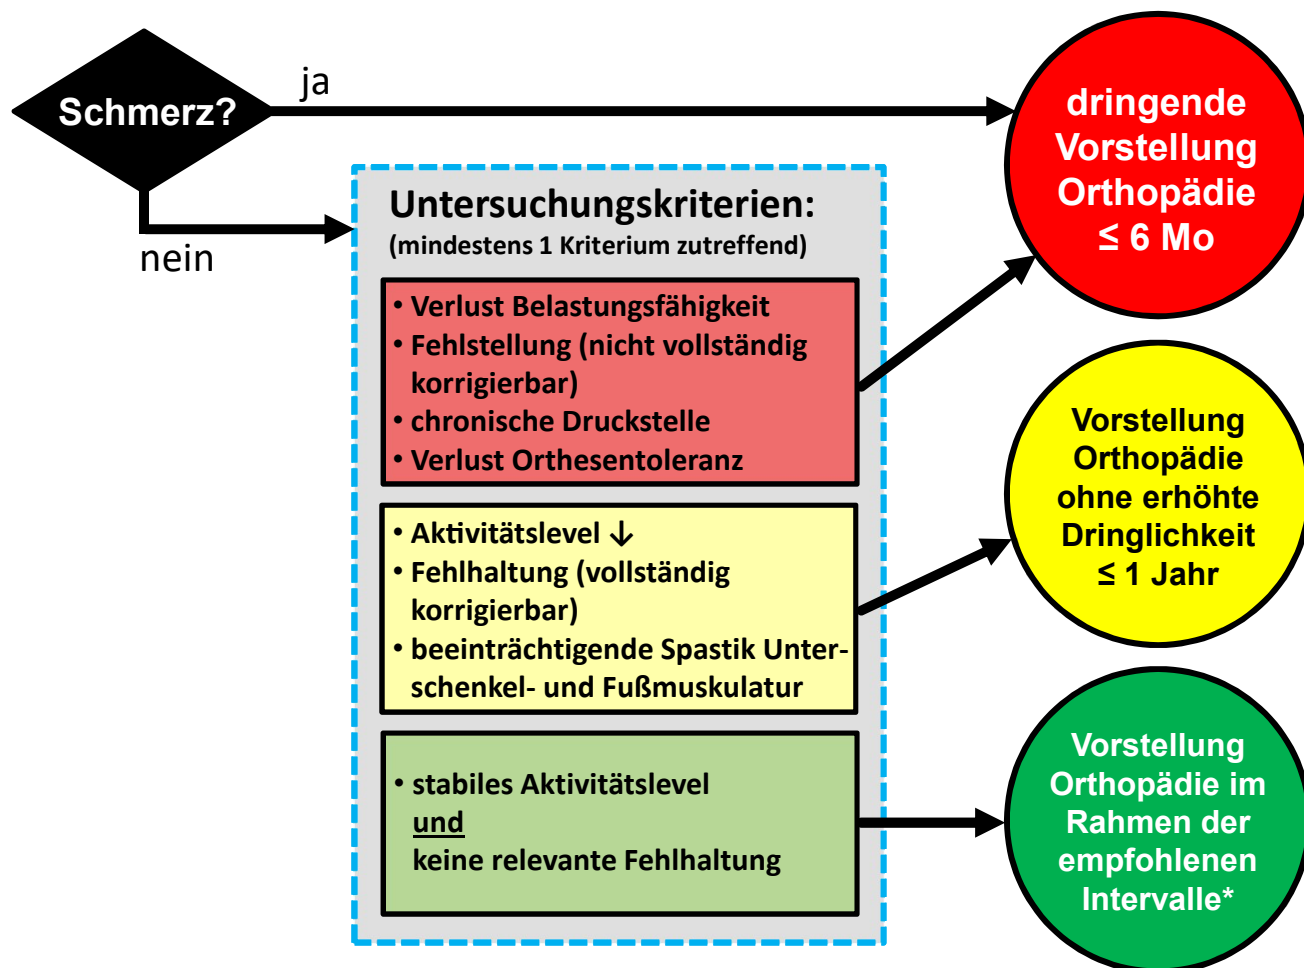 Schmerz?
ja
nein
dringende
Vorstellung
Orthopädie
≤ 6 Mo
Untersuchungskriterien:
(mindestens 1 Kriterium zutreffend)
• Verlust Belastungsfähigkeit
• Fehlstellung (nicht vollständig
korrigierbar)
• chronische Druckstelle
• Verlust Orthesentoleranz
• Aktivitätslevel ↓
• Fehlhaltung (vollständig
korrigierbar)
• beeinträchtigende Spastik Unter-
schenkel- und Fußmuskulatur
Vorstellung
Orthopädie
ohne erhöhte
Dringlichkeit
≤ 1 Jahr
• stabiles Aktivitätslevel
und
keine relevante Fehlhaltung
Vorstellung
Orthopädie im
Rahmen der
empfohlenen
Intervalle*